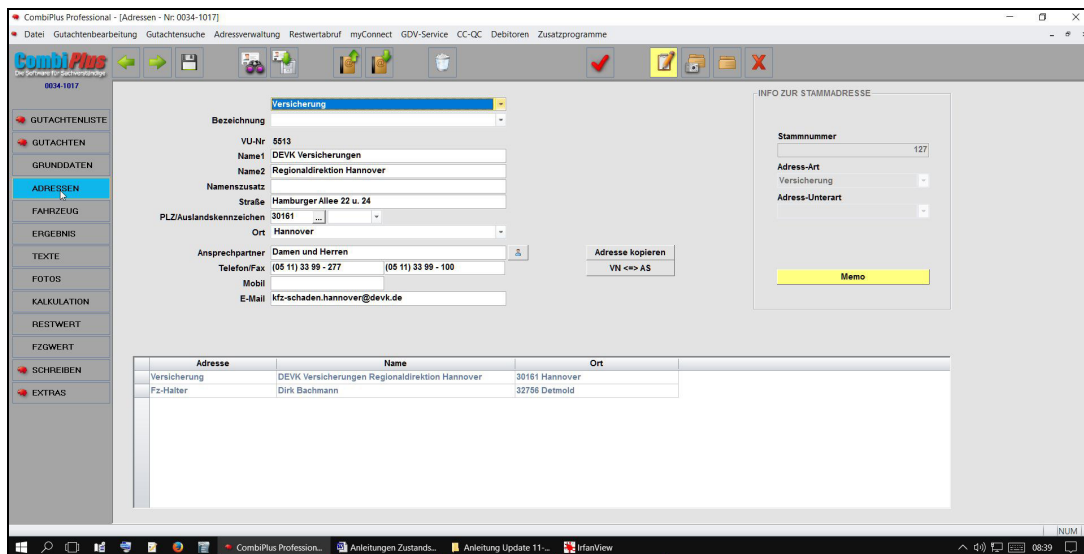 CombiPlus Professional - [Adressen - Nr: 0034-1017]
Datei Gutachtenbearbeitung Gutachtensuche Adressverwaltung Restwertabruf myConnect GDV-Service CC-QC Debitoren Zusatzprogramme
CombiPlus
Die Software für Sachverständige
0034-1017
GUTACHTENLISTE
GUTACHTEN
GRUNDDATEN
ADRESSEN
FAHRZEUG
ERGEBNIS
TEXTE
FOTOS
KALKULATION
RESTWERT
FZGWERT
SCHREIBEN
EXTRAS
Versicherung
Bezeichnung
VU-Nr 5513
Name1 DEVK Versicherungen
Name2 Regionaldirektion Hannover
Namenszusatz
Straße Hamburger Allee 22 u. 24
PLZ/Auslandskennzeichen 30161 ...
Ort Hannover
Ansprechpartner Damen und Herren
Telefon/Fax (05 11) 33 99 - 277 (05 11) 33 99 - 100
Mobil
E-Mail kfz-schaden.hannover@devk.de
Adresse kopieren
VN <=> AS
INFO ZUR STAMMADRESSE
Stammnummer
127
Adress-Art
Versicherung
Adress-Unterart
Memo
Adresse Name Ort
Versicherung DEVK Versicherungen Regionaldirektion Hannover 30161 Hannover
Fz-Halter Dirk Bachmann 32756 Detmold
NUM
CombiPlus Profession... Anleitungen Zustands... Anleitung Update 11-... IrfanView 08:39